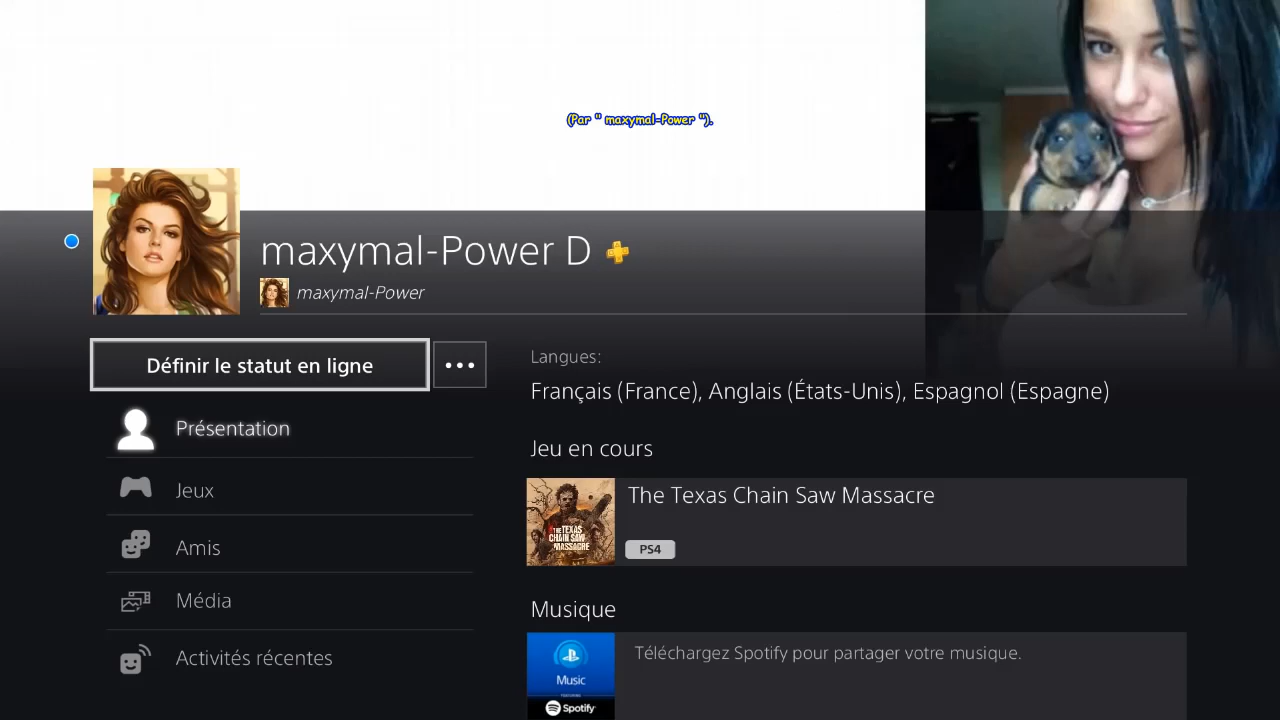 (Par " maxymal-Power ").
maxymal-Power D
maxymal-Power
Définir le statut en ligne
Présentation
Jeux
Amis
Média
Activités récentes
Langues:
Français (France), Anglais (États-Unis), Espagnol (Espagne)
Jeu en cours
The Texas Chain Saw Massacre
THE TEXAS
CHAIN SAW
MASSACRE
PS4
Musique
Téléchargez Spotify pour partager votre musique.
Music
FEATURING
Spotify